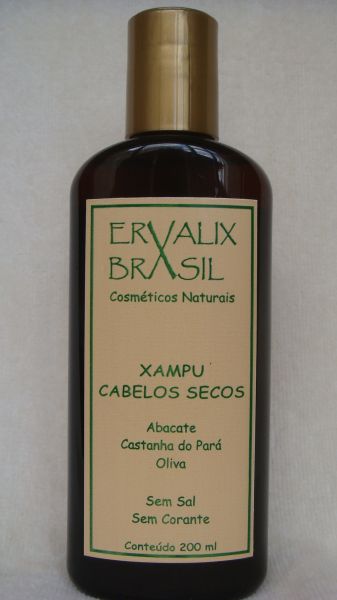 ERVALIX
BRASIL
Cosméticos Naturais
XAMPU
CABELOS SECOS
Abacate
Castanha do Pará
Oliva
Sem Sal
Sem Corante
Conteúdo 200 ml